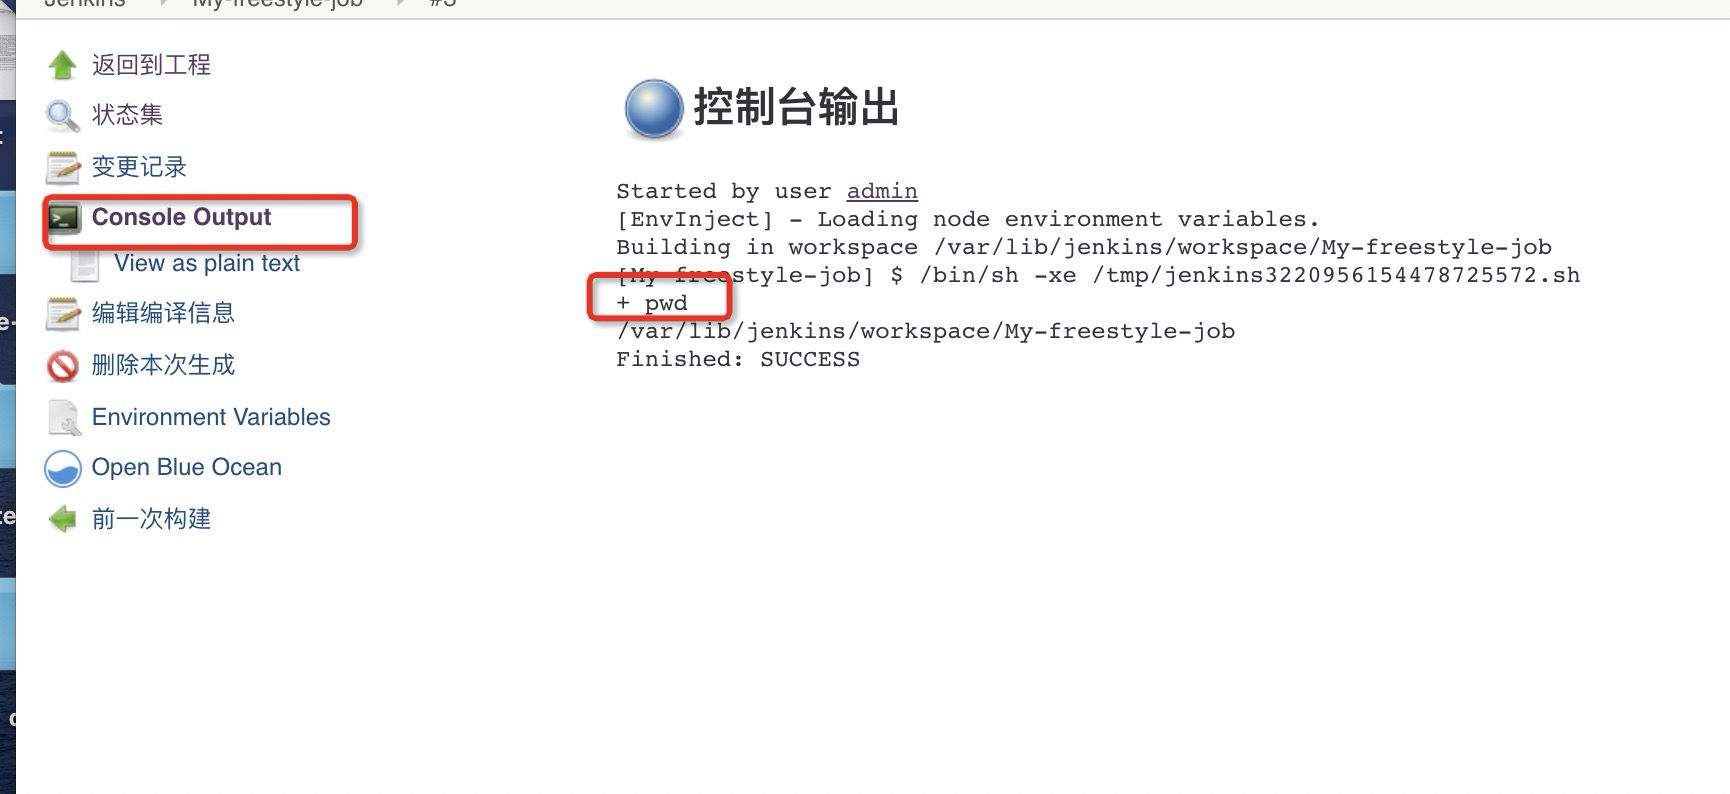 Jenkins My-freestyle-job #3
返回到工程
状态集
变更记录
Console Output
View as plain text
编辑编译信息
删除本次生成
Environment Variables
Open Blue Ocean
前一次构建
控制台输出
Started by user admin
[EnvInject] - Loading node environment variables.
Building in workspace /var/lib/jenkins/workspace/My-freestyle-job
[My-freestyle-job] $ /bin/sh -xe /tmp/jenkins3220956154478725572.sh
+ pwd
/var/lib/jenkins/workspace/My-freestyle-job
Finished: SUCCESS